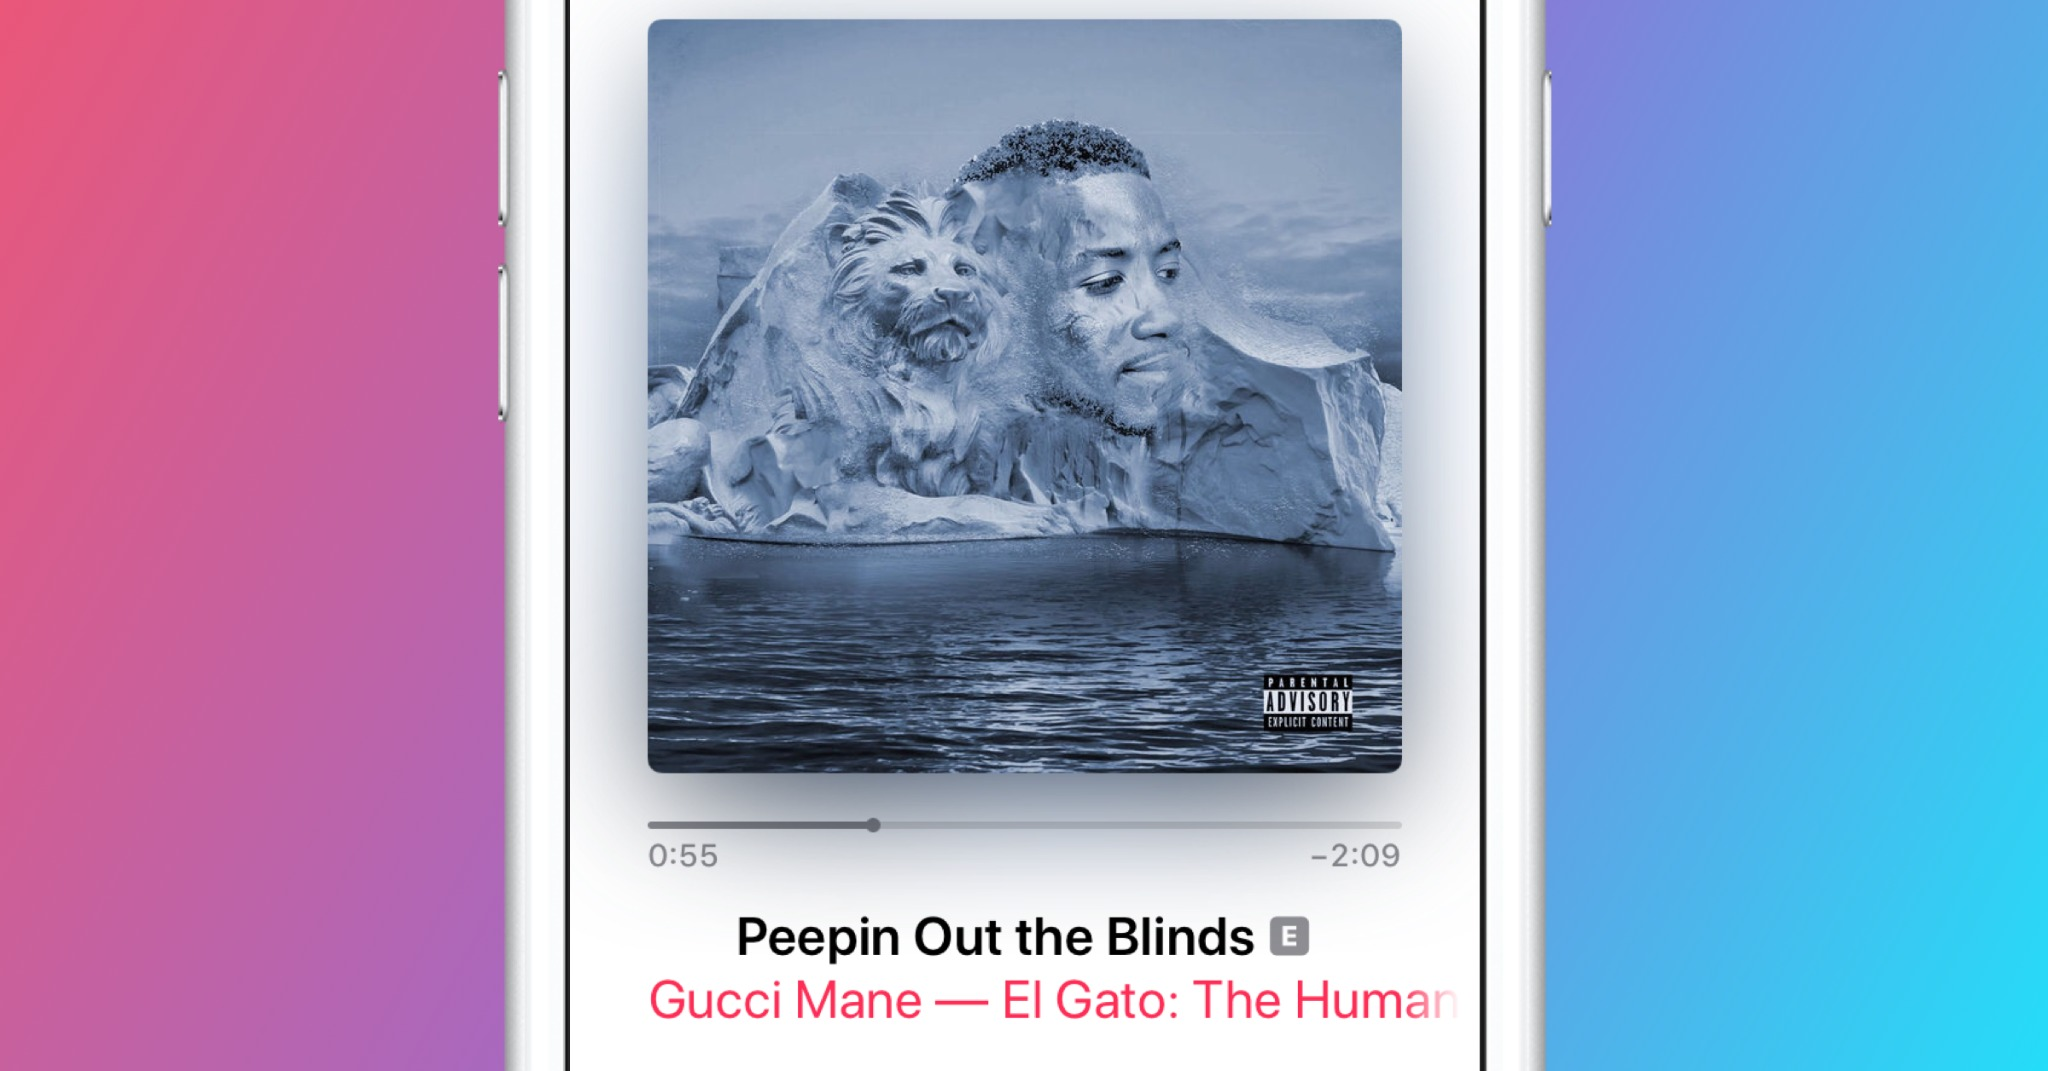 PARENTAL
ADVISORY
EXPLICIT CONTENT
0:55 −2:09
Peepin Out the Blinds E
Gucci Mane — El Gato: The Human